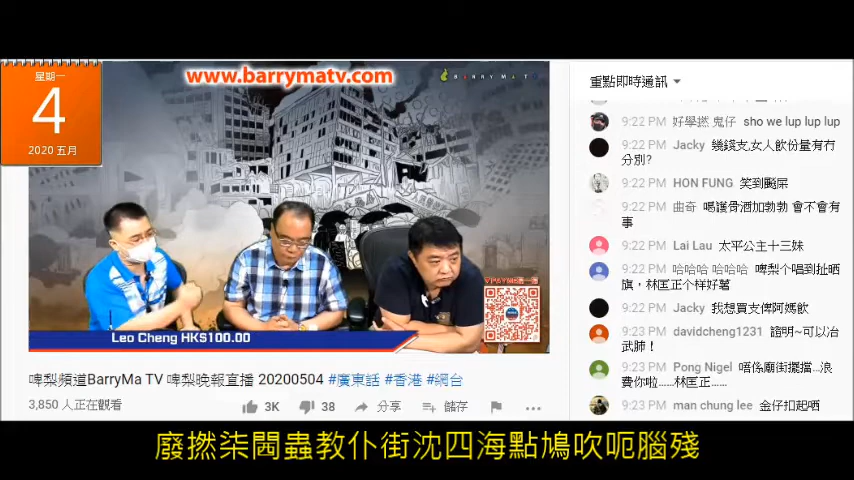 星期一
4
2020 五月
www.barrymatv.com
BARRYMATV
Leo Cheng HK$100.00
啤梨頻道BarryMa TV 啤梨晚報直播 20200504 #廣東話 #香港 #網台
3,850 人正在觀看
3K
38
分享
儲存
重點即時通訊
9:22 PM 好學撚 鬼仔 sho we lup lup lup
9:22 PM Jacky 幾錢支,女人飲份量有冇
分別?
9:22 PM HON FUNG 笑到飈屎
9:22 PM 曲奇 喝護骨酒加勃勃 會不會有
事
9:22 PM Lai Lau 太平公主十三妹
9:22 PM 哈哈哈 哈哈哈 啤梨个唱到扯晒
旗，林匡正个样好薯
9:22 PM Jacky 我想買支俾阿媽飲
9:23 PM davidcheng1231 證明~可以冶
武肺！
9:23 PM Pong Nigel 唔係廟街擺擋...浪
費你啦......林匡正...
9:23 PM man chung lee 金仔扣起哂
廢撚柒閪蟲教仆街沈四海點鳩吹呃腦殘